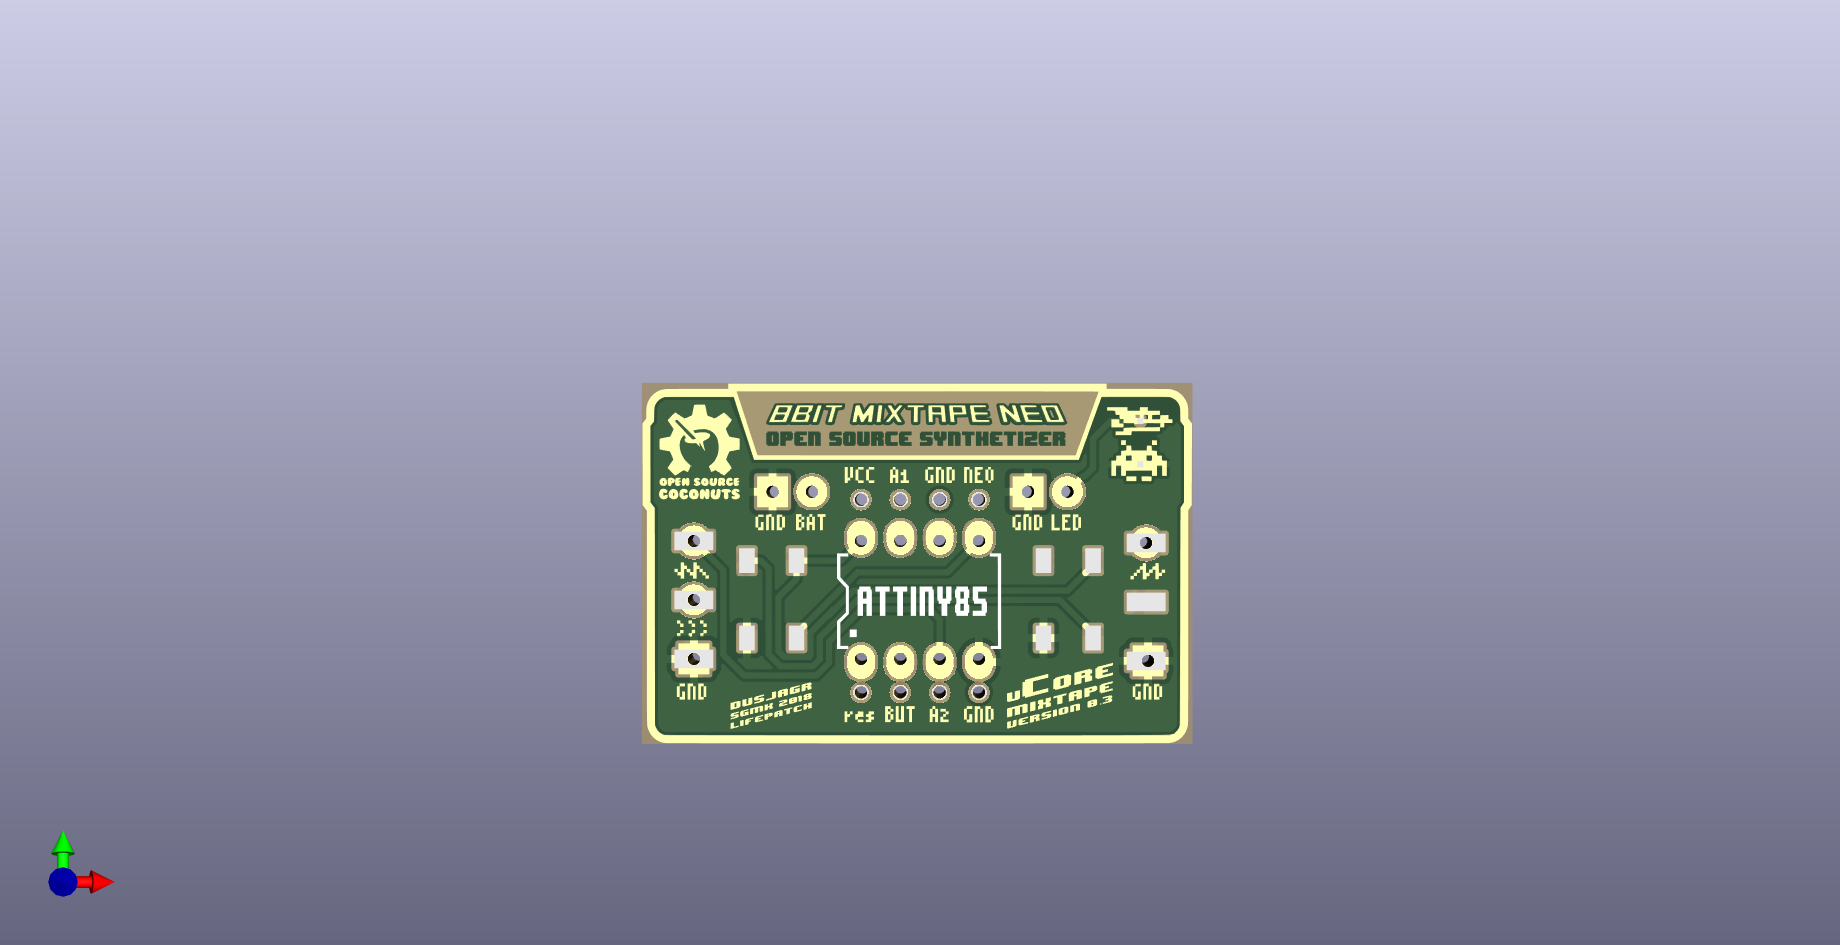 8BIT MIXTAPE NEO
OPEN SOURCE SYNTHETIZER
OPEN SOURCE
COCONUTS
VCC A1 GND NEO
GND BAT
GND LED
ATTINY85
GND
GND
res BUT A2 GND
DUSJAGR
SGMK 2018
LIFEPATCH
uCORE
MIXTAPE
VERSION 0.3